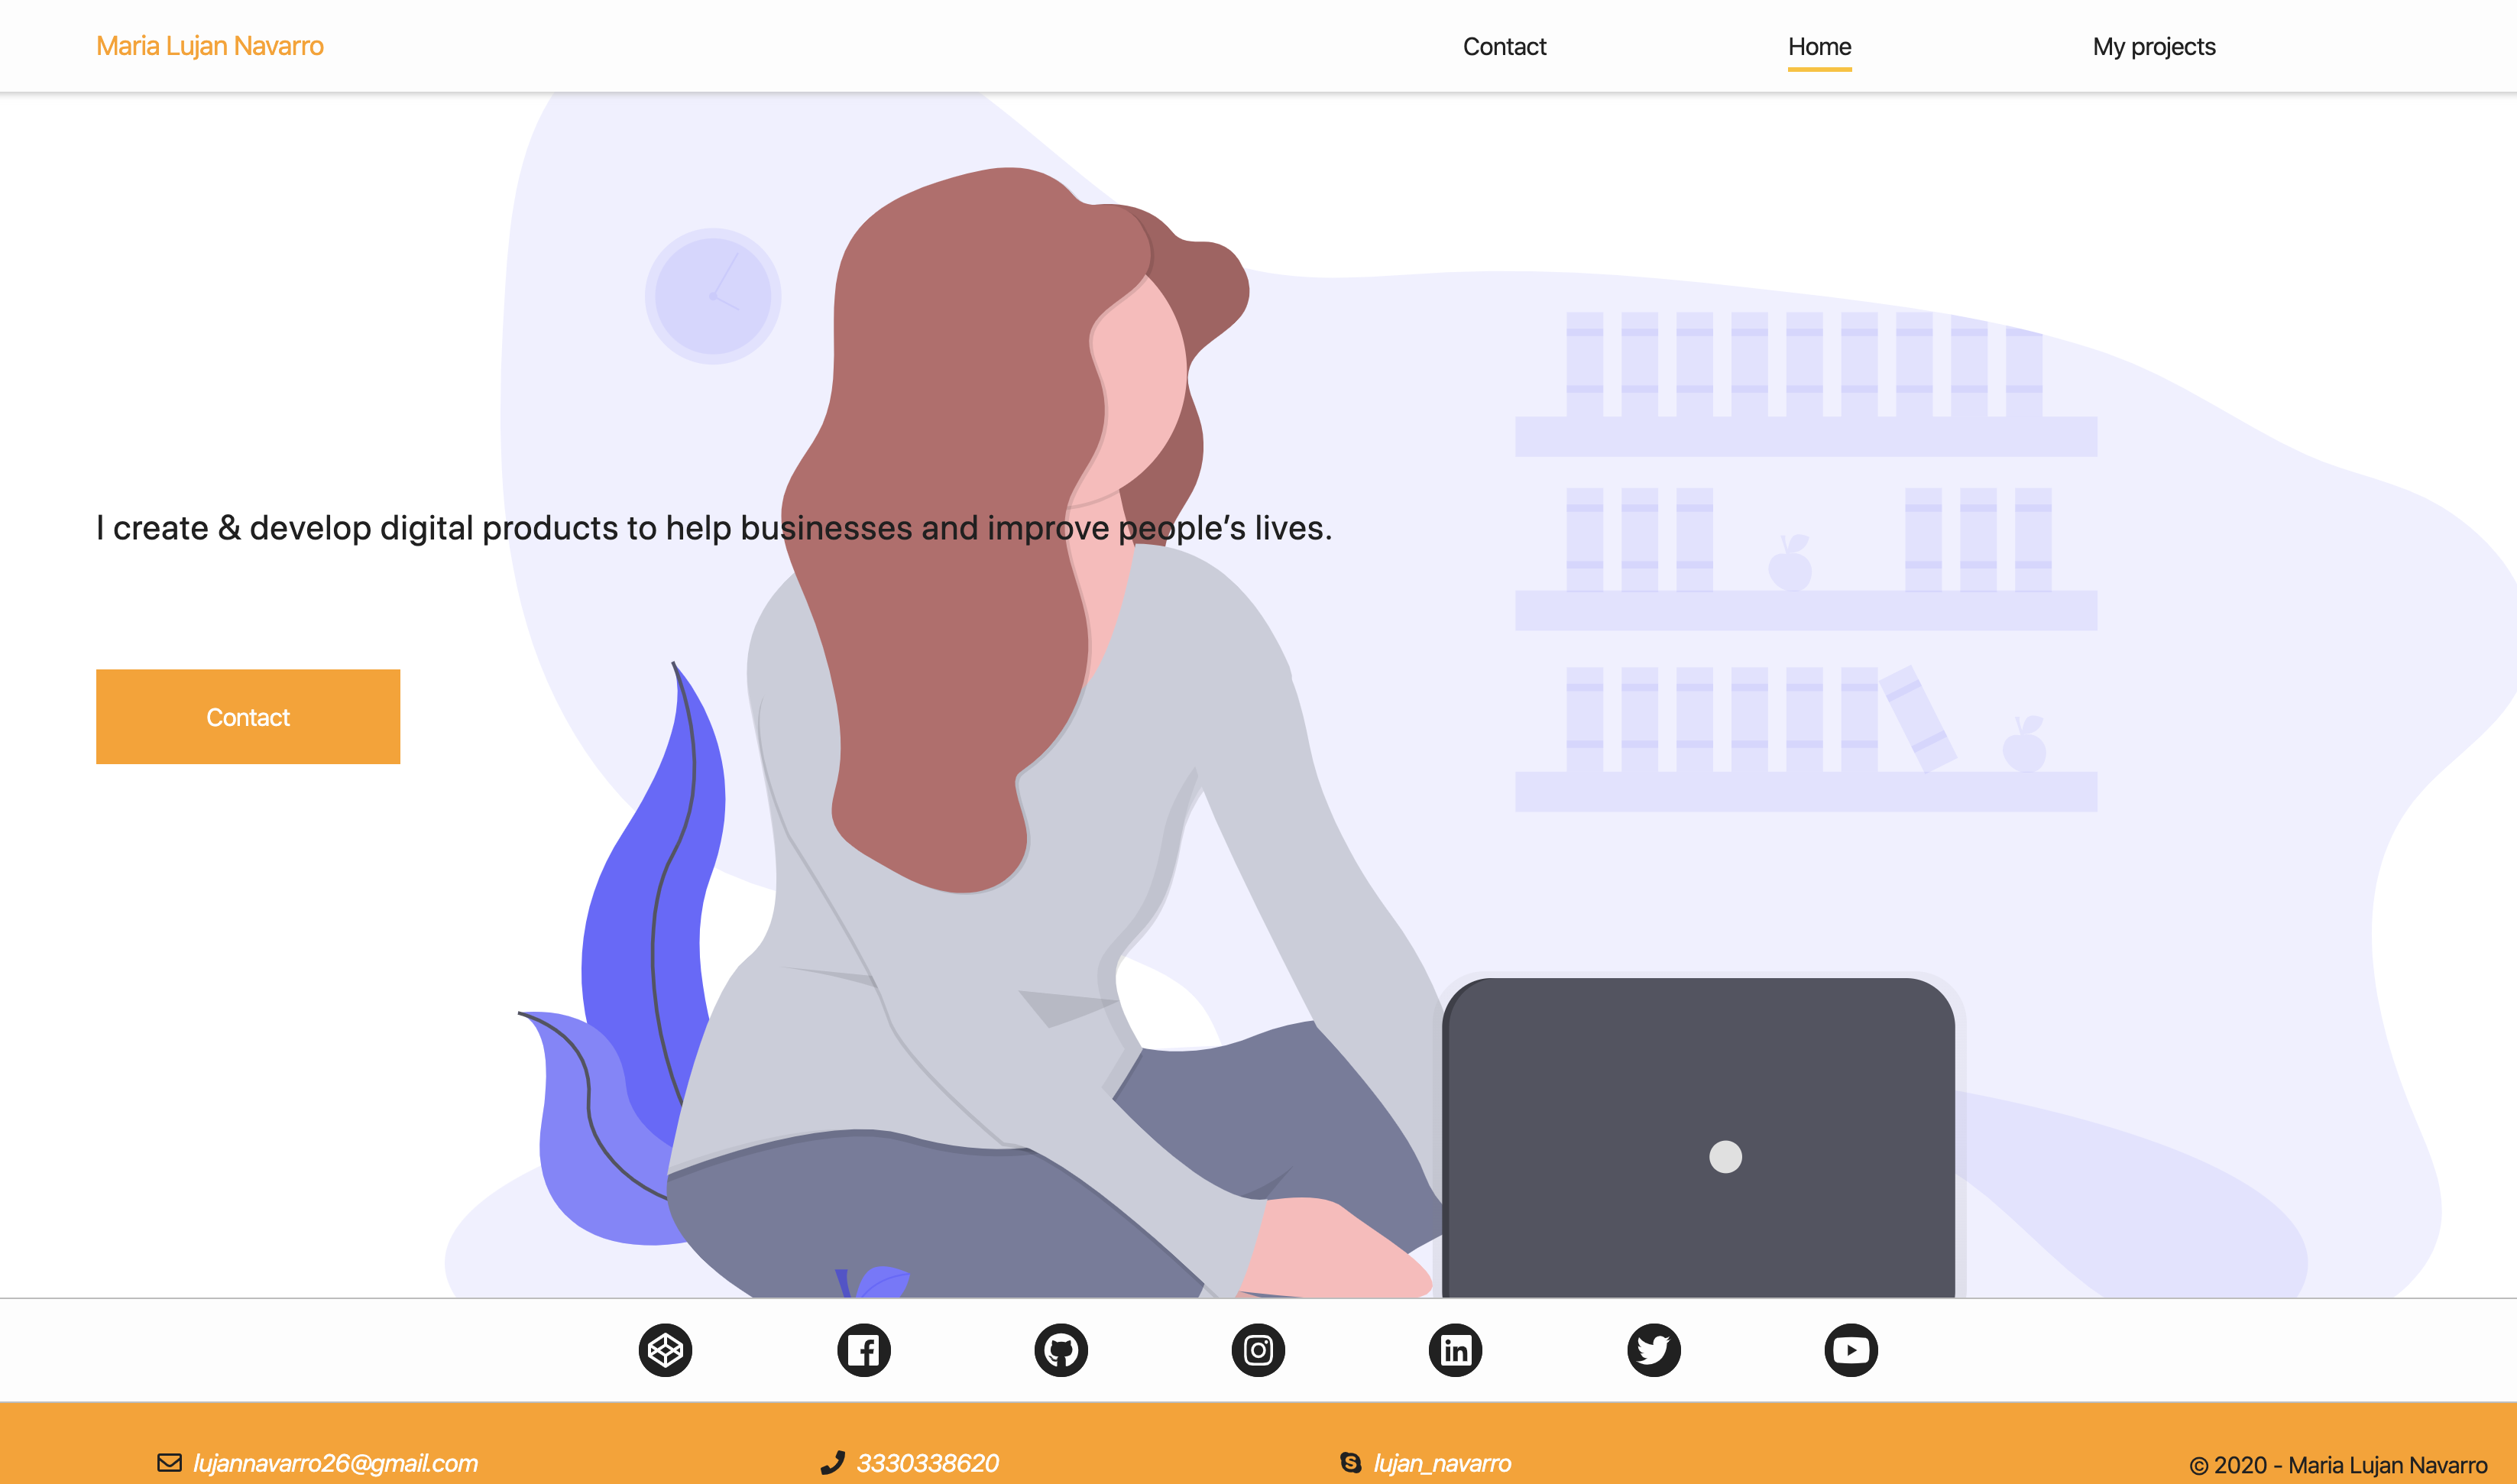 Maria Lujan Navarro
Contact
Home
My projects
I create & develop digital products to help businesses and improve people’s lives.
Contact
lujannavarro26@gmail.com
3330338620
lujan_navarro
© 2020 - Maria Lujan Navarro